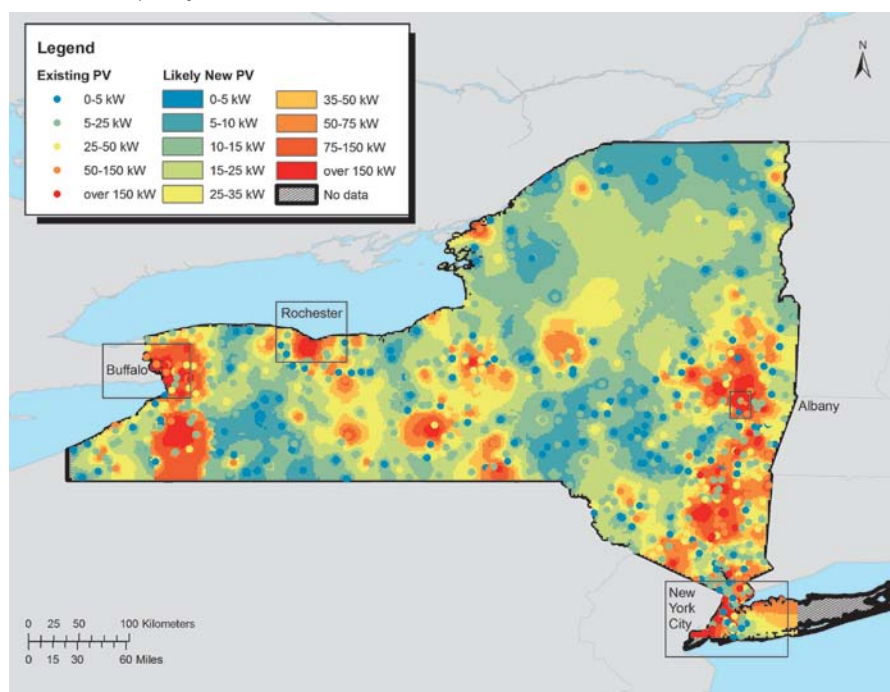 N
Legend
Existing PV
0-5 kW
5-25 kW
25-50 kW
50-150 kW
over 150 kW
Likely New PV
0-5 kW
5-10 kW
10-15 kW
15-25 kW
25-35 kW
35-50 kW
50-75 kW
75-150 kW
over 150 kW
No data
Rochester
Buffalo
Albany
New
York
City
0 25 50 100 Kilometers
0 15 30 60 Miles